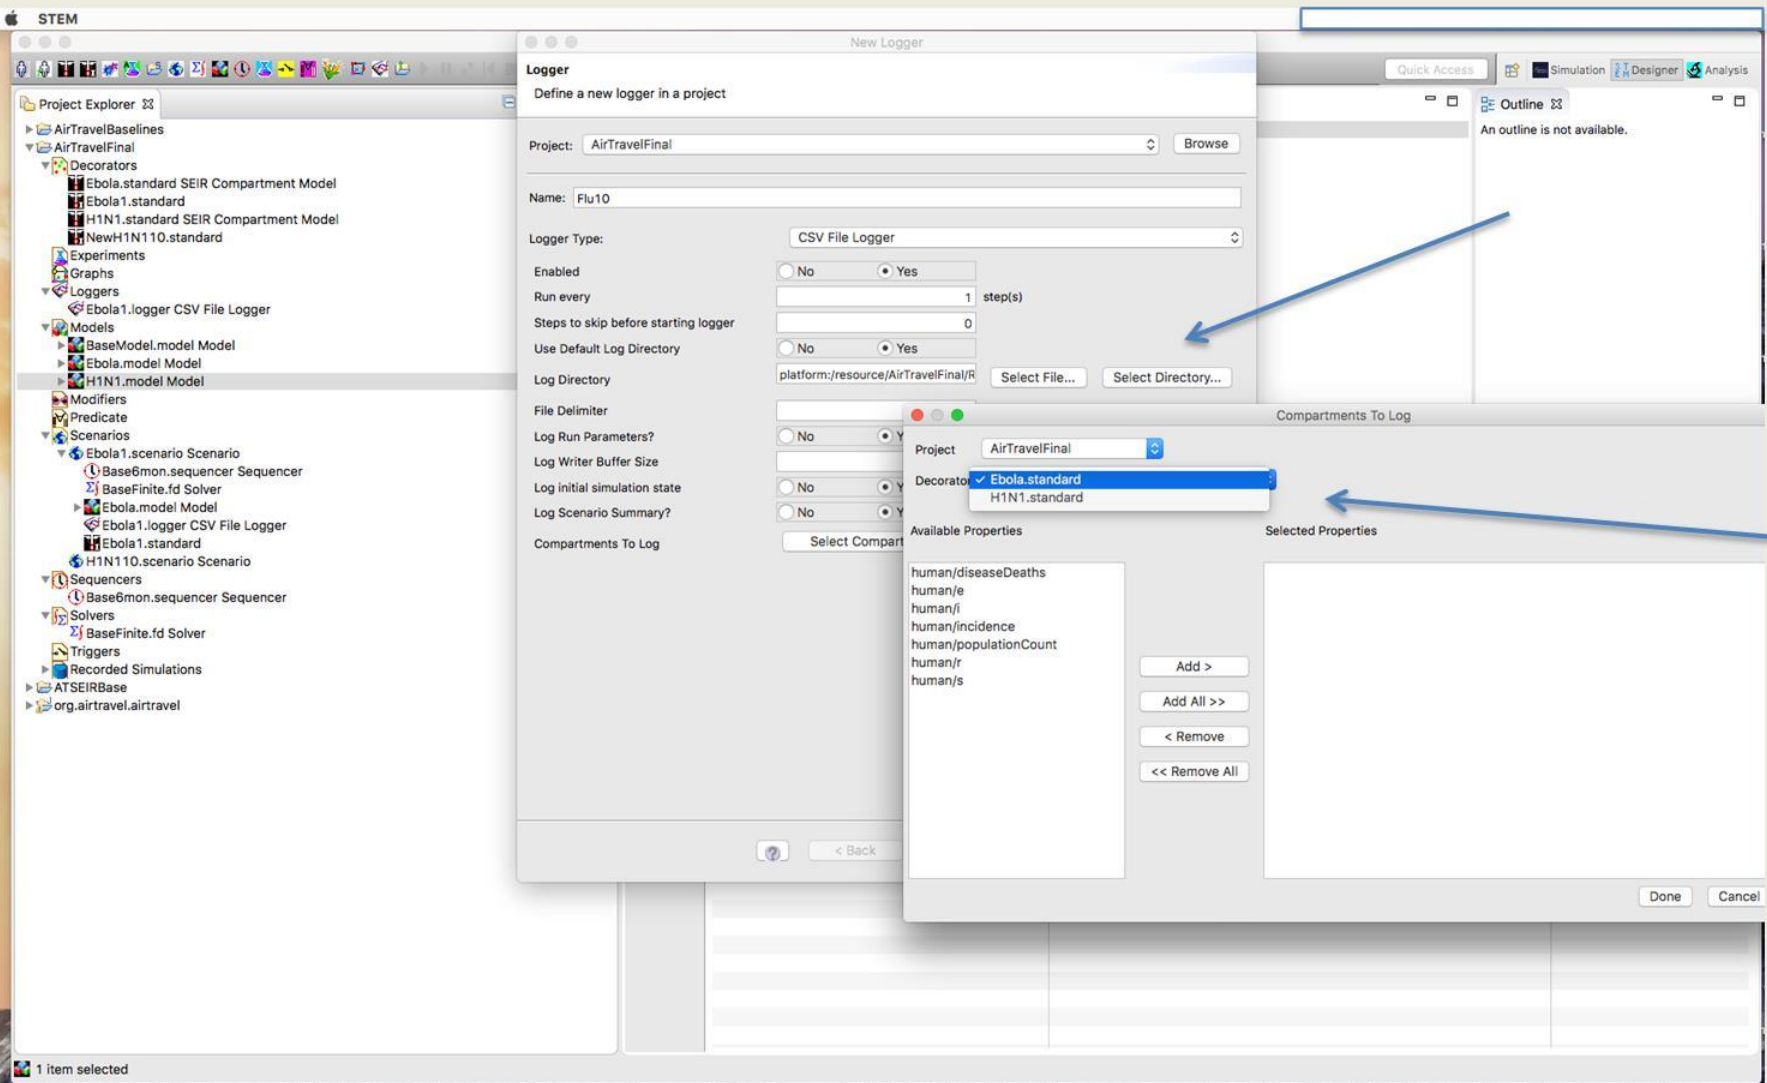 STEM
New Logger
Quick Access
Simulation
Designer
Analysis
Project Explorer
AirTravelBaselines
AirTravelFinal
Decorators
Ebola.standard SEIR Compartment Model
Ebola1.standard
H1N1.standard SEIR Compartment Model
NewH1N110.standard
Experiments
Graphs
Loggers
Ebola1.logger CSV File Logger
Models
BaseModel.model Model
Ebola.model Model
H1N1.model Model
Modifiers
Predicate
Scenarios
Ebola1.scenario Scenario
Base6mon.sequencer Sequencer
BaseFinite.fd Solver
Ebola.model Model
Ebola1.logger CSV File Logger
Ebola1.standard
H1N110.scenario Scenario
Sequencers
Base6mon.sequencer Sequencer
Solvers
BaseFinite.fd Solver
Triggers
Recorded Simulations
ATSEIRBase
org.airtravel.airtravel
1 item selected
Logger
Define a new logger in a project
Project: AirTravelFinal Browse
Name: Flu10
Logger Type: CSV File Logger
Enabled No Yes
Run every 1 step(s)
Steps to skip before starting logger 0
Use Default Log Directory No Yes
Log Directory platform:/resource/AirTravelFinal/R Select File... Select Directory...
File Delimiter
Log Run Parameters? No Y
Log Writer Buffer Size
Log initial simulation state No Y
Log Scenario Summary? No Y
Compartments To Log Select Compart
? < Back
Outline
An outline is not available.
Compartments To Log
Project AirTravelFinal
Decorato ✓ Ebola.standard
H1N1.standard
Available Properties Selected Properties
human/diseaseDeaths
human/e
human/i
human/incidence
human/populationCount
human/r
human/s
Add >
Add All >>
< Remove
<< Remove All
Done Cancel